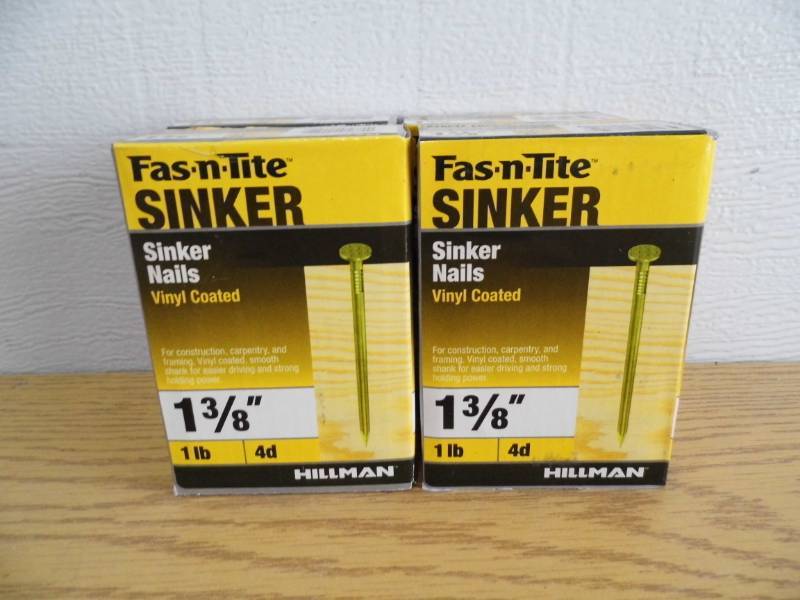 Fas-n-Tite™
SINKER
Sinker
Nails
Vinyl Coated
For construction, carpentry, and
framing. Vinyl coated, smooth
shank for easier driving and strong
holding power.
1 3/8"
1 lb
4d
HILLMAN
Fas-n-Tite™
SINKER
Sinker
Nails
Vinyl Coated
For construction, carpentry, and
framing. Vinyl coated, smooth
shank for easier driving and strong
holding power.
1 3/8"
1 lb
4d
HILLMAN